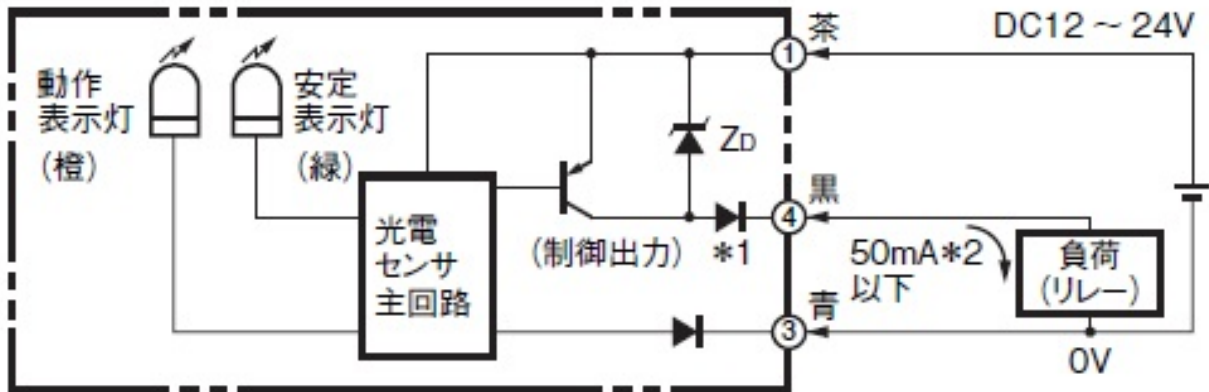 動作
表示灯
(橙)
安定
表示灯
(緑)
光電
センサ
主回路
(制御出力)
*1
ZD
① 茶
④ 黒
③ 青
DC12 ~ 24V
50mA*2
以下
負荷
(リレー)
0V